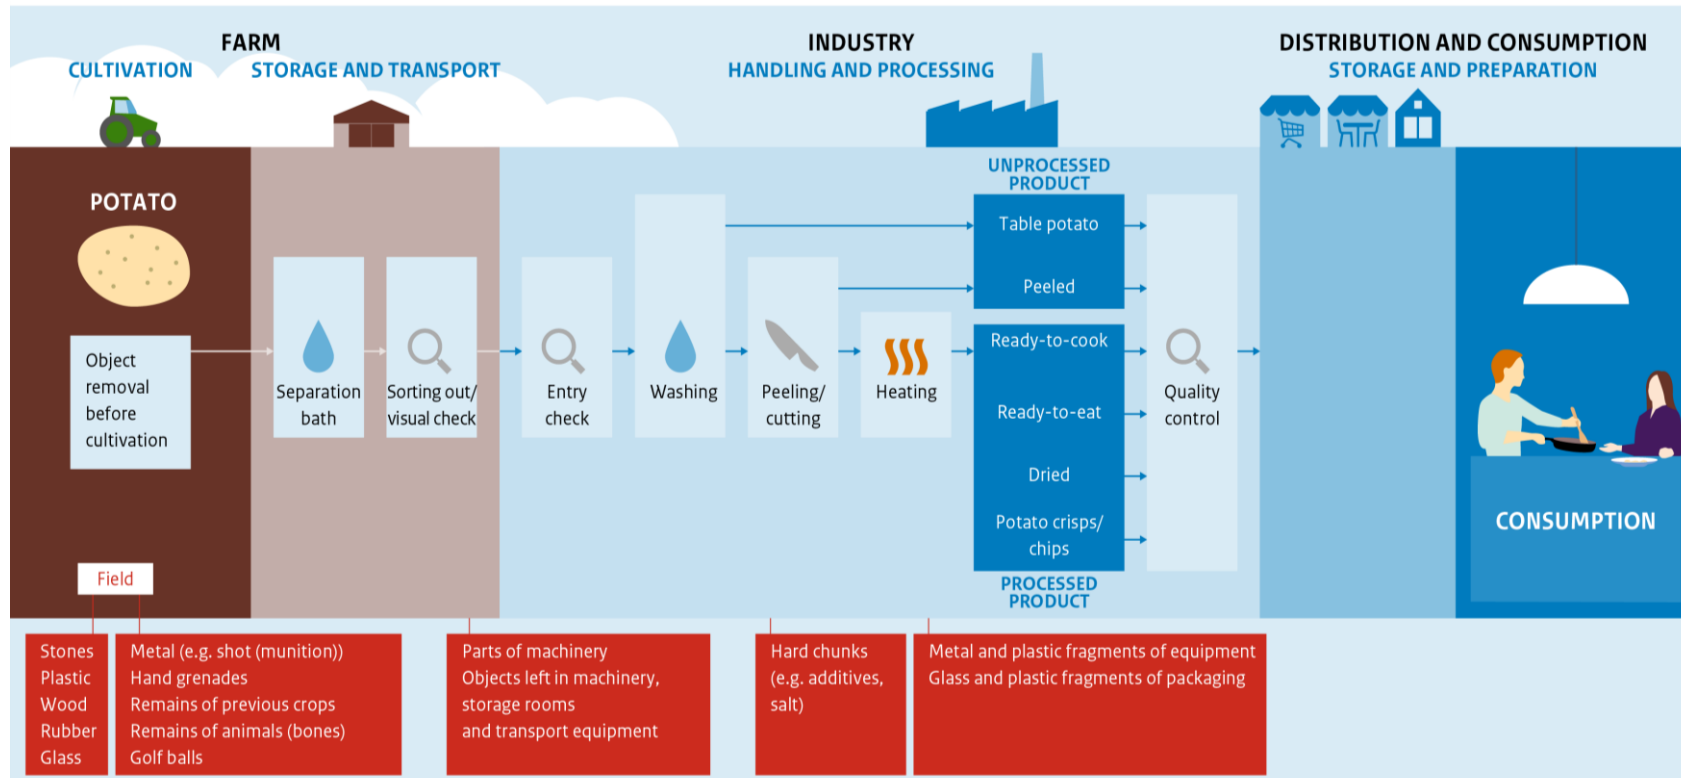 FARM
CULTIVATION
STORAGE AND TRANSPORT
INDUSTRY
HANDLING AND PROCESSING
DISTRIBUTION AND CONSUMPTION
STORAGE AND PREPARATION
POTATO
Object
removal
before
cultivation
Separation
bath
Sorting out/
visual check
Entry
check
Washing
Peeling/
cutting
Heating
UNPROCESSED
PRODUCT
Table potato
Peeled
Ready-to-cook
Ready-to-eat
Dried
Potato crisps/
chips
PROCESSED
PRODUCT
Quality
control
CONSUMPTION
Field
Stones
Plastic
Wood
Rubber
Glass
Metal (e.g. shot (munition))
Hand grenades
Remains of previous crops
Remains of animals (bones)
Golf balls
Parts of machinery
Objects left in machinery,
storage rooms
and transport equipment
Hard chunks
(e.g. additives,
salt)
Metal and plastic fragments of equipment
Glass and plastic fragments of packaging